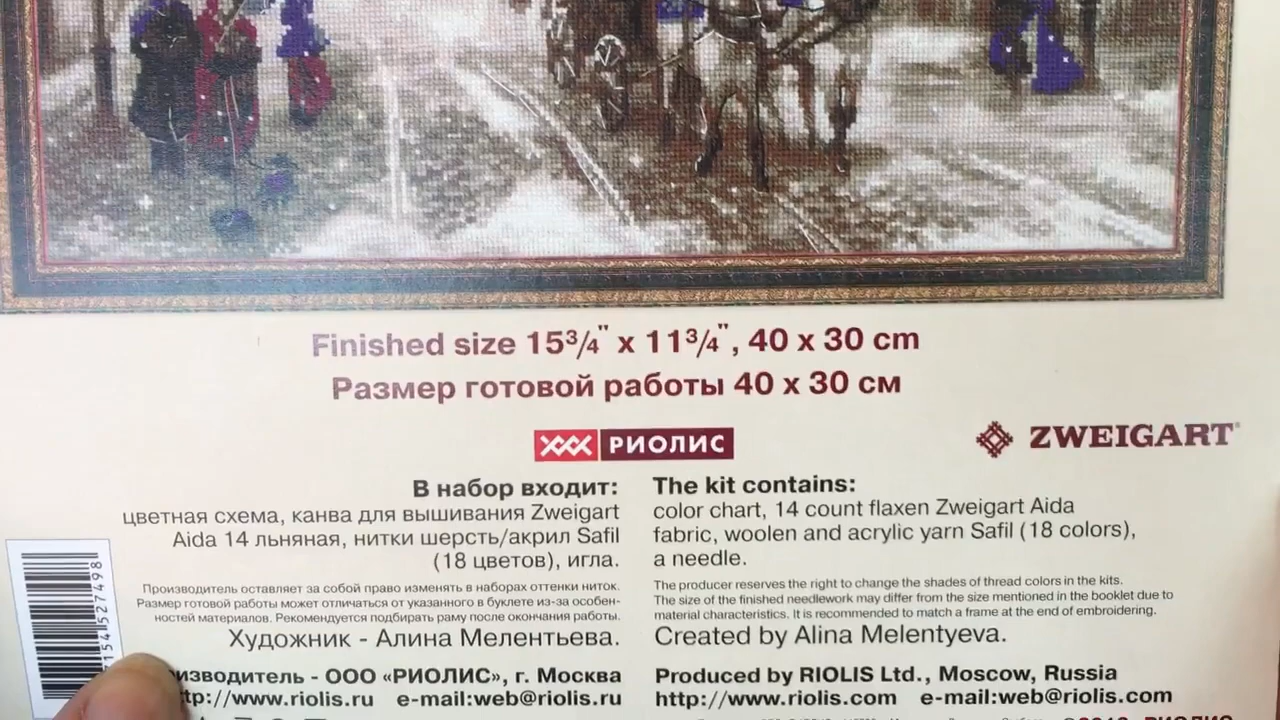 Finished size 15¾" x 11¾", 40 x 30 cm
Размер готовой работы 40 x 30 см
РИОЛИС
ZWEIGART®
В набор входит:
цветная схема, канва для вышивания Zweigart
Aida 14 льняная, нитки шерсть/акрил Safil
(18 цветов), игла.
Производитель оставляет за собой право изменять в наборах оттенки ниток.
Размер готовой работы может отличаться от указанного в буклете из-за особен-
ностей материалов. Рекомендуется подбирать раму после окончания работы.
Художник - Алина Мелентьева.
изводитель - ООО «РИОЛИС», г. Москва
tp://www.riolis.ru e-mail:web@riolis.ru
The kit contains:
color chart, 14 count flaxen Zweigart Aida
fabric, woolen and acrylic yarn Safil (18 colors),
a needle.
The producer reserves the right to change the shades of thread colors in the kits.
The size of the finished needlework may differ from the size mentioned in the booklet due to
material characteristics. It is recommended to match a frame at the end of embroidering.
Created by Alina Melentyeva.
Produced by RIOLIS Ltd., Moscow, Russia
http://www.riolis.com e-mail:web@riolis.com
154527498